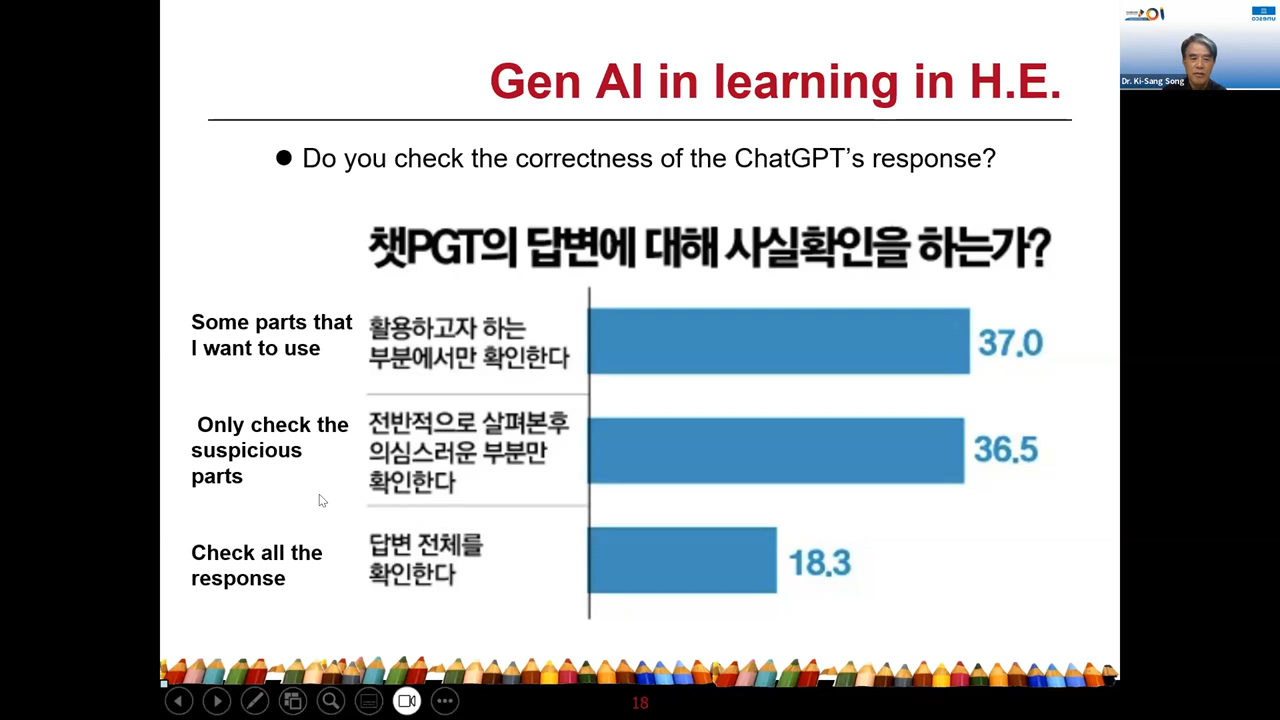 Gen AI in learning in H.E.
● Do you check the correctness of the ChatGPT’s response?
챗PGT의 답변에 대해 사실확인을 하는가?
Some parts that
I want to use
활용하고자 하는
부분에서만 확인한다
37.0
Only check the
suspicious
parts
전반적으로 살펴본후
의심스러운 부분만
확인한다
36.5
Check all the
response
답변 전체를
확인한다
18.3
18
unesco
Dr. Ki-Sang Song